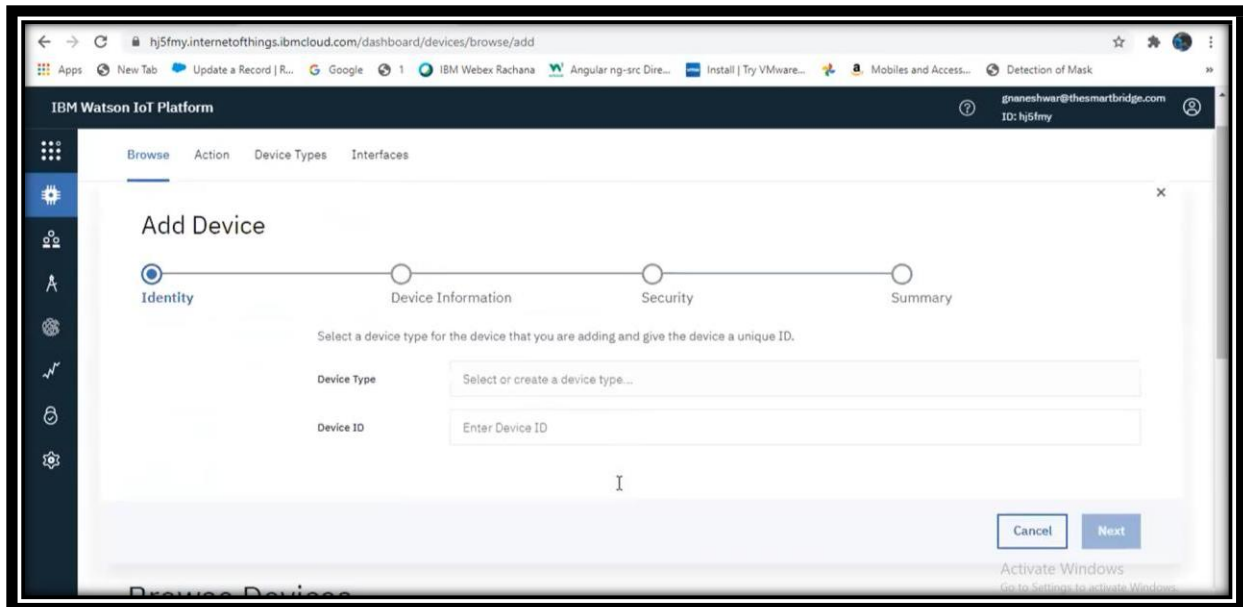 hj5fmy.internetofthings.ibmcloud.com/dashboard/devices/browse/add
Apps New Tab Update a Record | R... Google 1 IBM Webex Rachana Angular ng-src Dire... Install | Try VMware... Mobiles and Access... Detection of Mask »
IBM Watson IoT Platform
gnaneshwar@thesmartbridge.com
ID: hj5fmy
Browse Action Device Types Interfaces
Add Device
Identity Device Information Security Summary
Select a device type for the device that you are adding and give the device a unique ID.
Device Type Select or create a device type...
Device ID Enter Device ID
Cancel Next
Activate Windows
Go to Settings to activate Windows.
Browse Devices